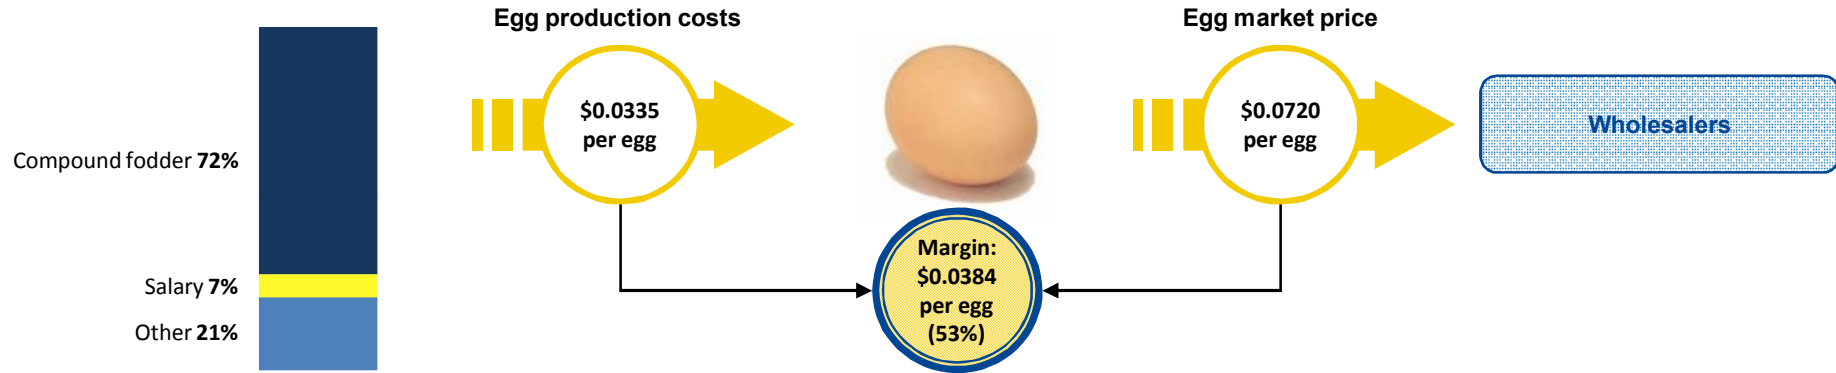 Egg production costs
Egg market price
Compound fodder 72%
Salary 7%
Other 21%
$0.0335
per egg
$0.0720
per egg
Wholesalers
Margin:
$0.0384
per egg
(53%)